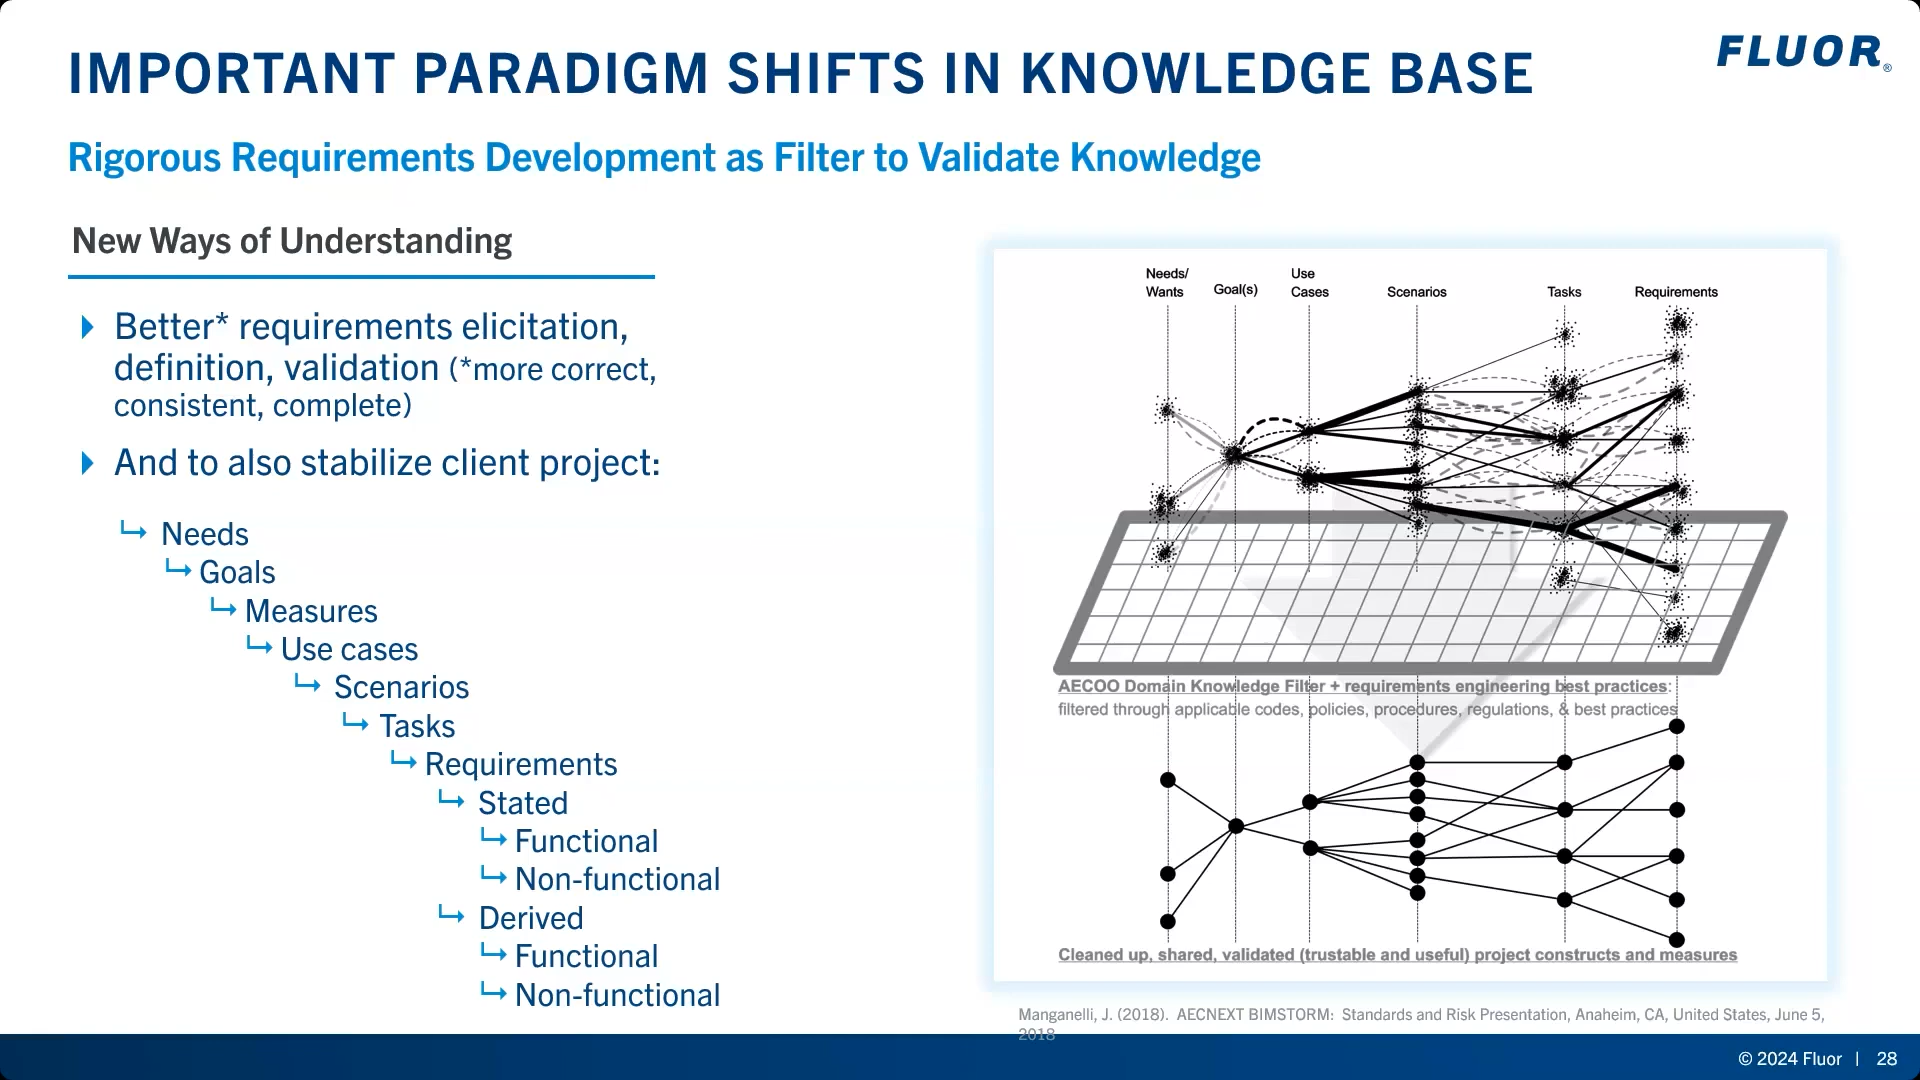 IMPORTANT PARADIGM SHIFTS IN KNOWLEDGE BASE
FLUOR®
Rigorous Requirements Development as Filter to Validate Knowledge
New Ways of Understanding
Better* requirements elicitation,
definition, validation (*more correct,
consistent, complete)
And to also stabilize client project:
Needs
Goals
Measures
Use cases
Scenarios
Tasks
Requirements
Stated
Functional
Non-functional
Derived
Functional
Non-functional
Needs/
Wants
Goal(s)
Use
Cases
Scenarios
Tasks
Requirements
AECOO Domain Knowledge Filter + requirements engineering best practices:
filtered through applicable codes, policies, procedures, regulations, & best practices
Cleaned up, shared, validated (trustable and useful) project constructs and measures
Manganelli, J. (2018). AECNEXT BIMSTORM: Standards and Risk Presentation, Anaheim, CA, United States, June 5,
2018
© 2024 Fluor | 28